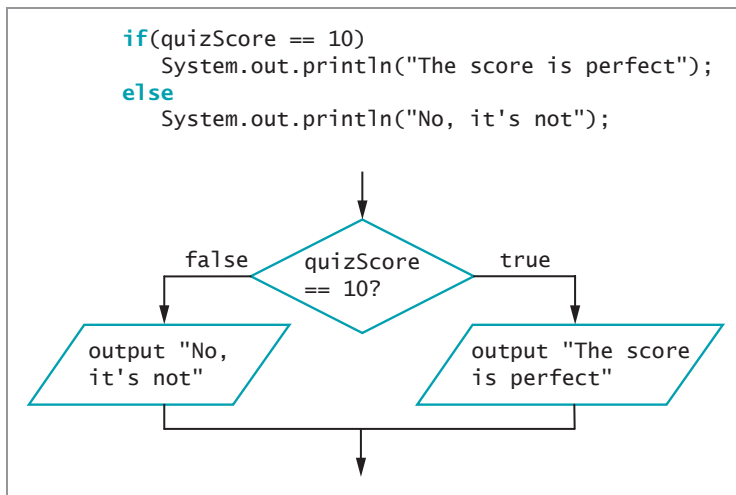 if(quizScore == 10)
   System.out.println("The score is perfect");
else
   System.out.println("No, it's not");
false
quizScore
== 10?
true
output "No,
it's not"
output "The score
is perfect"